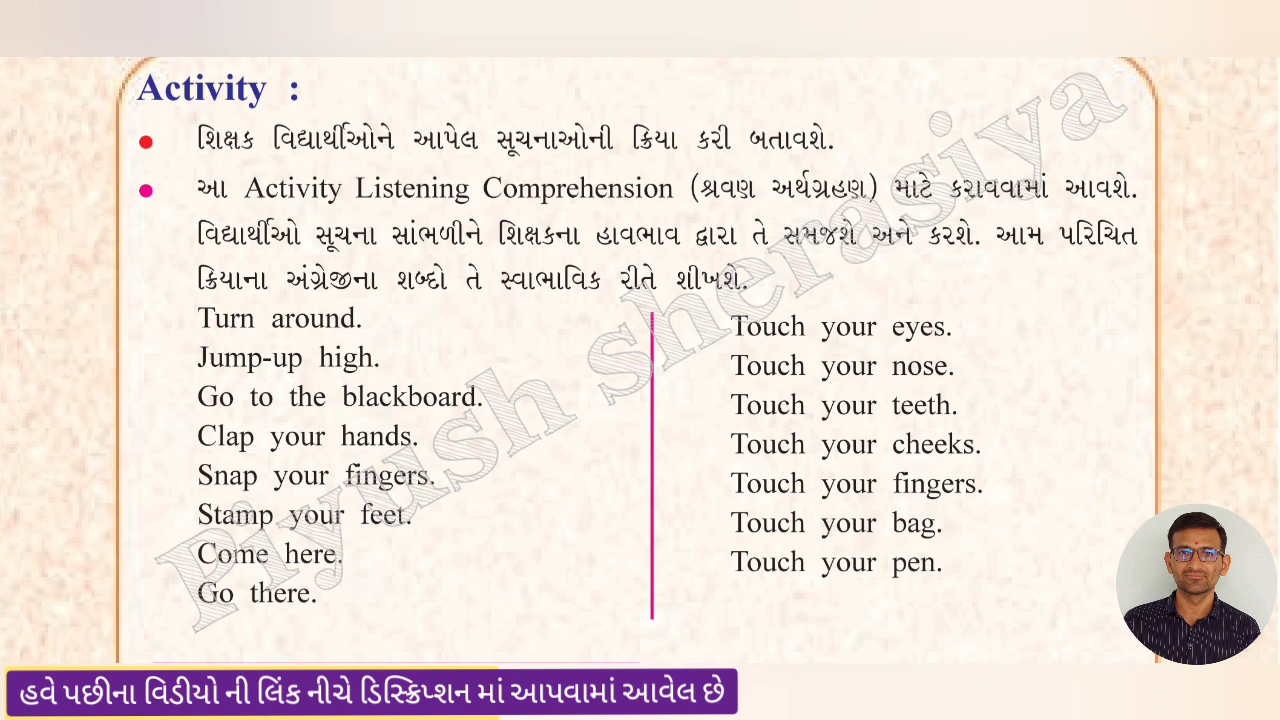 Activity :
● શિક્ષક વિદ્યાર્થીઓને આપેલ સૂચનાઓની ક્રિયા કરી બતાવશે.
● આ Activity Listening Comprehension (શ્રવણ અર્થગ્રહણ) માટે કરાવવામાં આવશે.
વિદ્યાર્થીઓ સૂચના સાંભળીને શિક્ષકના હાવભાવ દ્વારા તે સમજશે અને કરશે. આમ પરિચિત
ક્રિયાના અંગ્રેજીના શબ્દો તે સ્વાભાવિક રીતે શીખશે.
Turn around.
Jump-up high.
Go to the blackboard.
Clap your hands.
Snap your fingers.
Stamp your feet.
Come here.
Go there.
Touch your eyes.
Touch your nose.
Touch your teeth.
Touch your cheeks.
Touch your fingers.
Touch your bag.
Touch your pen.
Piyush sherasiya
હવે પછીના વિડીયો ની લિંક નીચે ડિસ્ક્રિપ્શન માં આપવામાં આવેલ છે